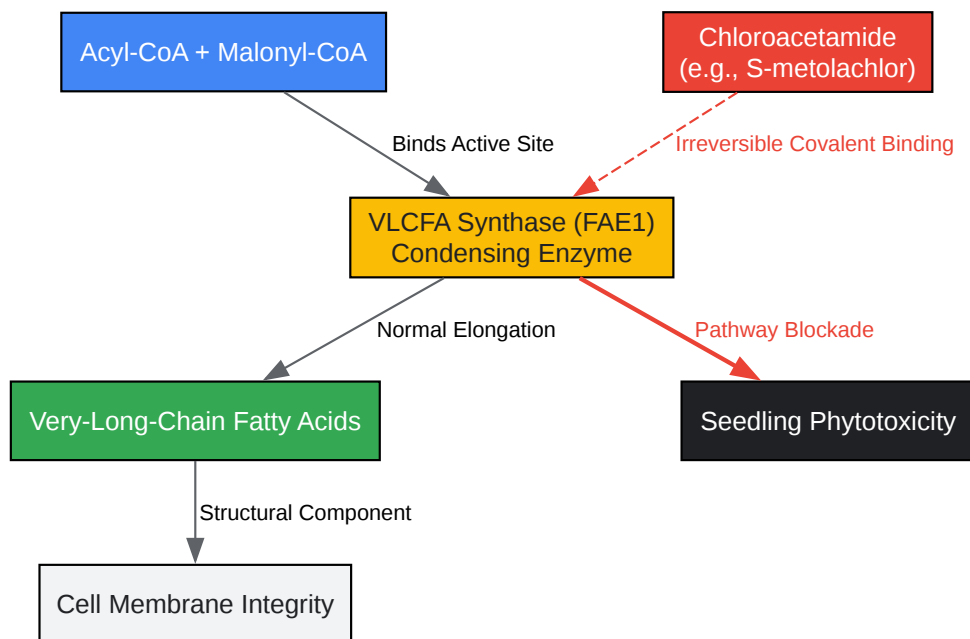 Acyl-CoA + Malonyl-CoA
Chloroacetamide
(e.g., S-metolachlor)
Binds Active Site
Irreversible Covalent Binding
VLCFA Synthase (FAE1)
Condensing Enzyme
Normal Elongation
Pathway Blockade
Very-Long-Chain Fatty Acids
Seedling Phytotoxicity
Structural Component
Cell Membrane Integrity